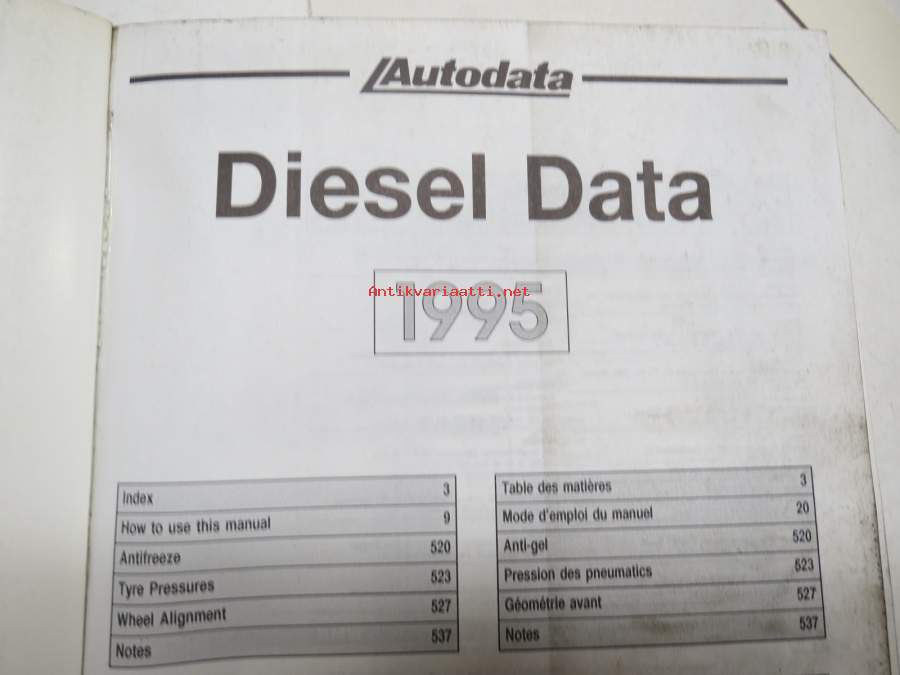 Autodata
Diesel Data
Antikvariaatti.net
1995
Index 3
How to use this manual 9
Antifreeze 520
Tyre Pressures 523
Wheel Alignment 527
Notes 537
Table des matières 3
Mode d'emploi du manuel 20
Anti-gel 520
Pression des pneumatics 523
Géométrie avant 527
Notes 537